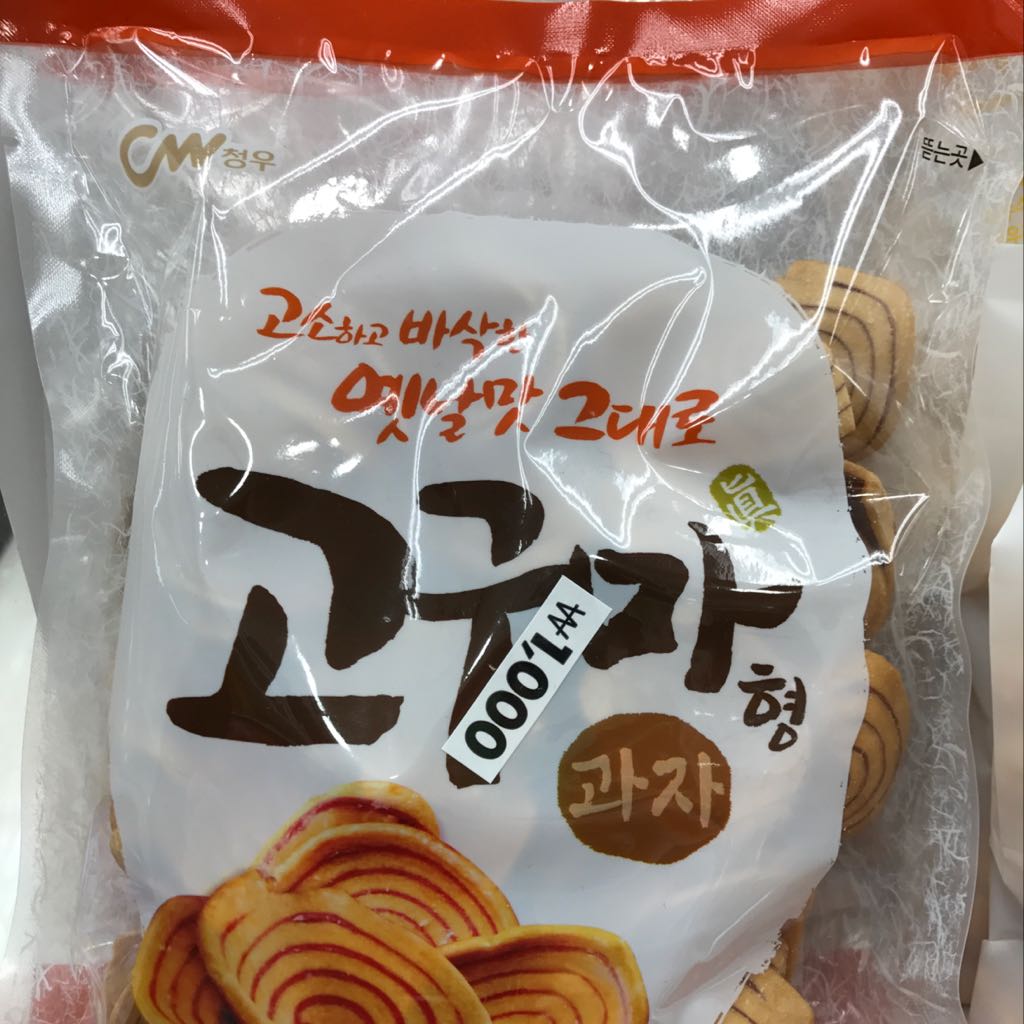 CW 청우
뜯는곳▶
고소하고 바삭한
옛날맛 그대로
고구마형
眞
과자
₩1,000